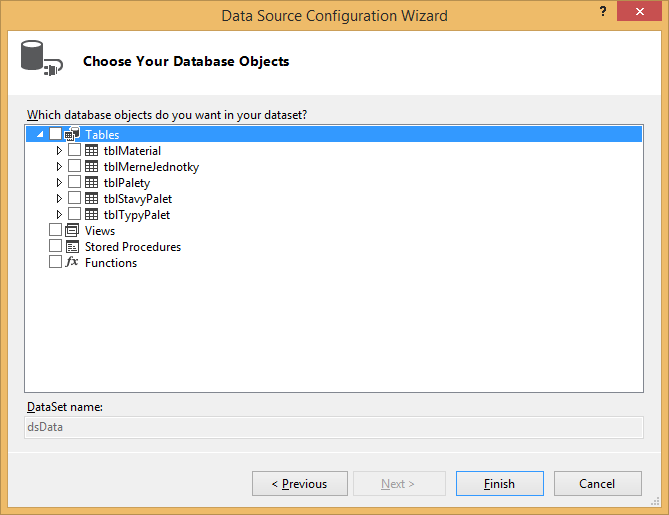 Data Source Configuration Wizard
?
Choose Your Database Objects
Which database objects do you want in your dataset?
Tables
tblMaterial
tblMerneJednotky
tblPalety
tblStavyPalet
tblTypyPalet
Views
Stored Procedures
fx Functions
DataSet name:
dsData
< Previous
Next >
Finish
Cancel